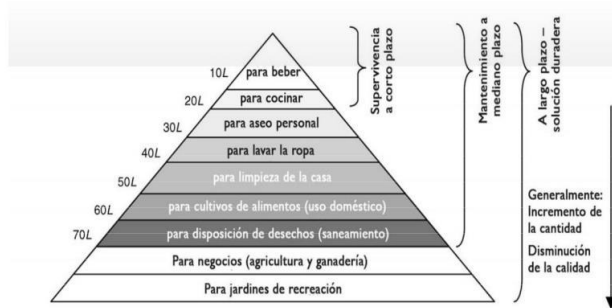 10L
para beber
20L
para cocinar
30L
para aseo personal
40L
para lavar la ropa
50L
para limpieza de la casa
60L
para cultivos de alimentos (uso doméstico)
70L
para disposición de desechos (saneamiento)
Para negocios (agricultura y ganadería)
Para jardines de recreación
Supervivencia
a corto plazo
Mantenimiento a
mediano plazo
A largo plazo –
solución duradera
Generalmente:
Incremento de
la cantidad
Disminución
de la calidad